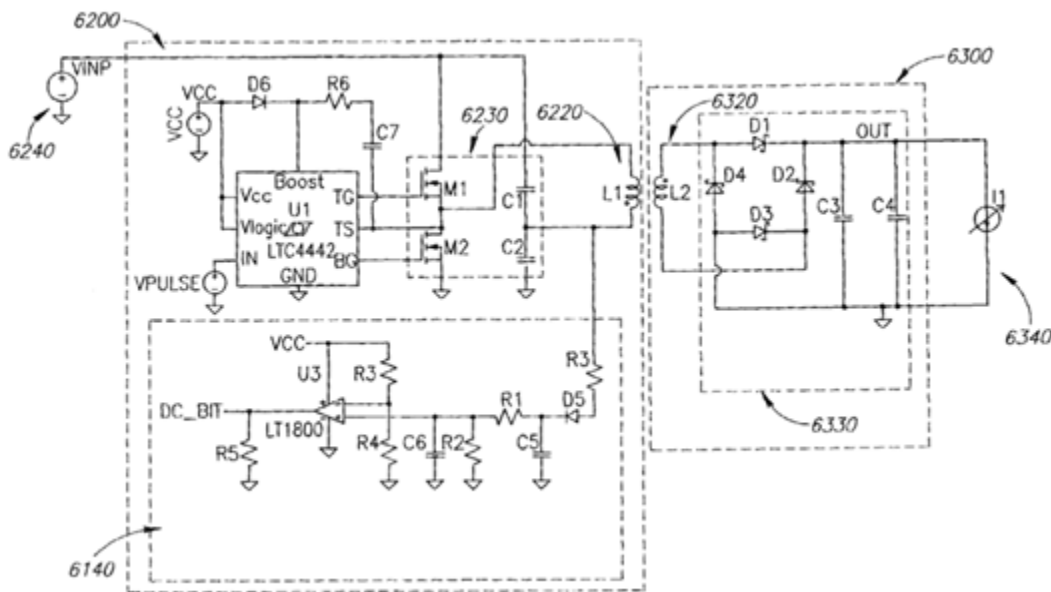 6200
VINP
6240
VCC
VCC
D6
R6
C7
6230
6220
6320
6300
Boost
Vcc
U1
TG
M1
C1
L1
L2
D1
OUT
D4
D2
D3
C3
C4
I1
Vlogic
TS
LTC4442
IN
BG
GND
M2
C2
VPULSE
6340
6330
VCC
U3
R3
R3
DC_BIT
LT1800
R1
D5
R5
R4
C6
R2
C5
6140